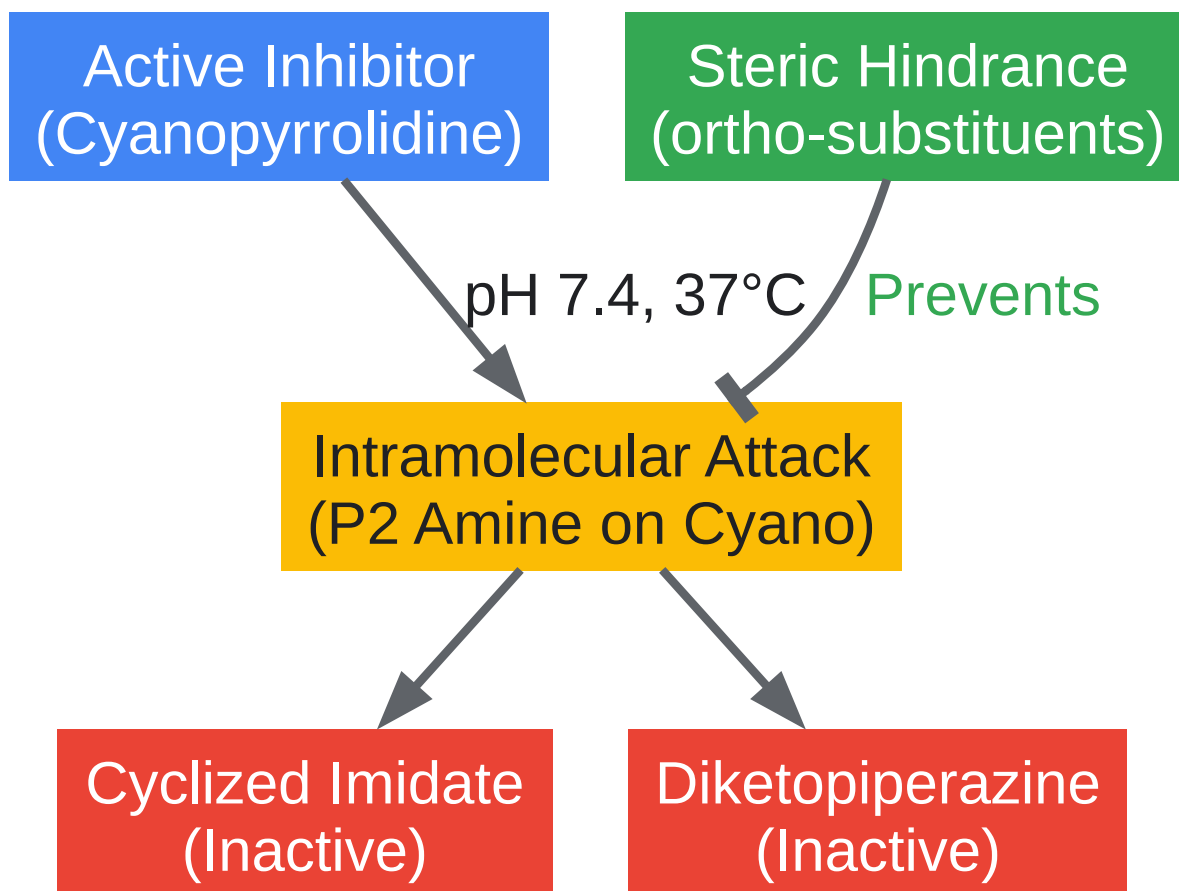 Active Inhibitor
(Cyanopyrrolidine)
Steric Hindrance
(ortho-substituents)
pH 7.4, 37°C
Prevents
Intramolecular Attack
(P2 Amine on Cyano)
Cyclized Imidate
(Inactive)
Diketopiperazine
(Inactive)